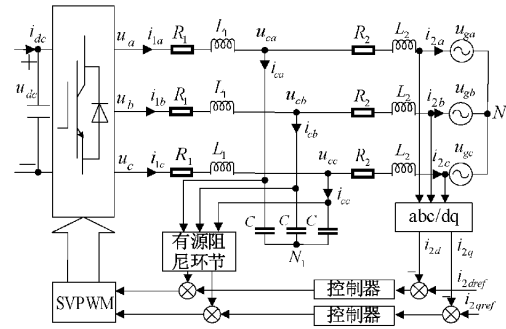 i_dc u_a i_1a R_1 L_1 u_ca R_2 L_2 i_2a u_ga
i_ca
u_dc u_b i_1b R_1 L_1 u_cb R_2 L_2 i_2b u_gb N
i_cb
u_c i_1c R_1 L_1 u_cc R_2 L_2 i_2c u_gc
i_cc
C C C
abc/dq
有源阻
尼环节
N_1
i_2d i_2q
SVPWM
控制器 i_2dref
控制器 i_2qref